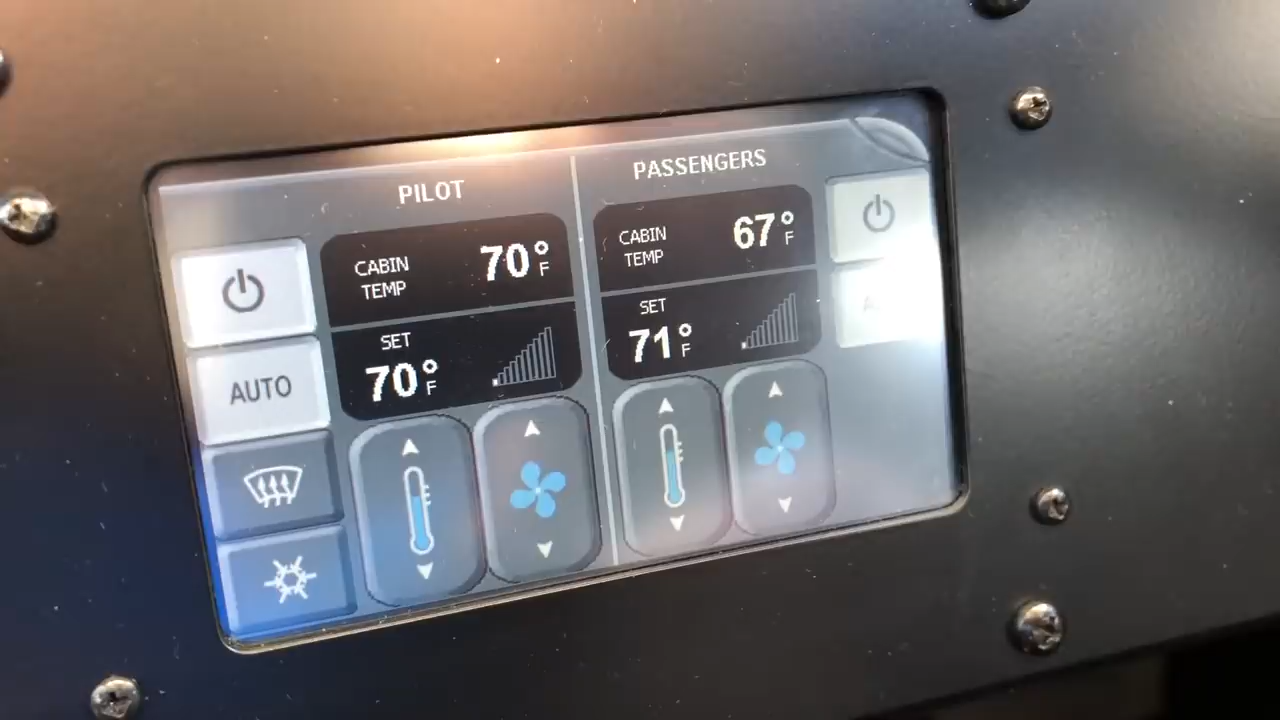 PILOT
CABIN
TEMP
70°F
SET
70°F
AUTO
PASSENGERS
CABIN
TEMP
67°F
SET
71°F